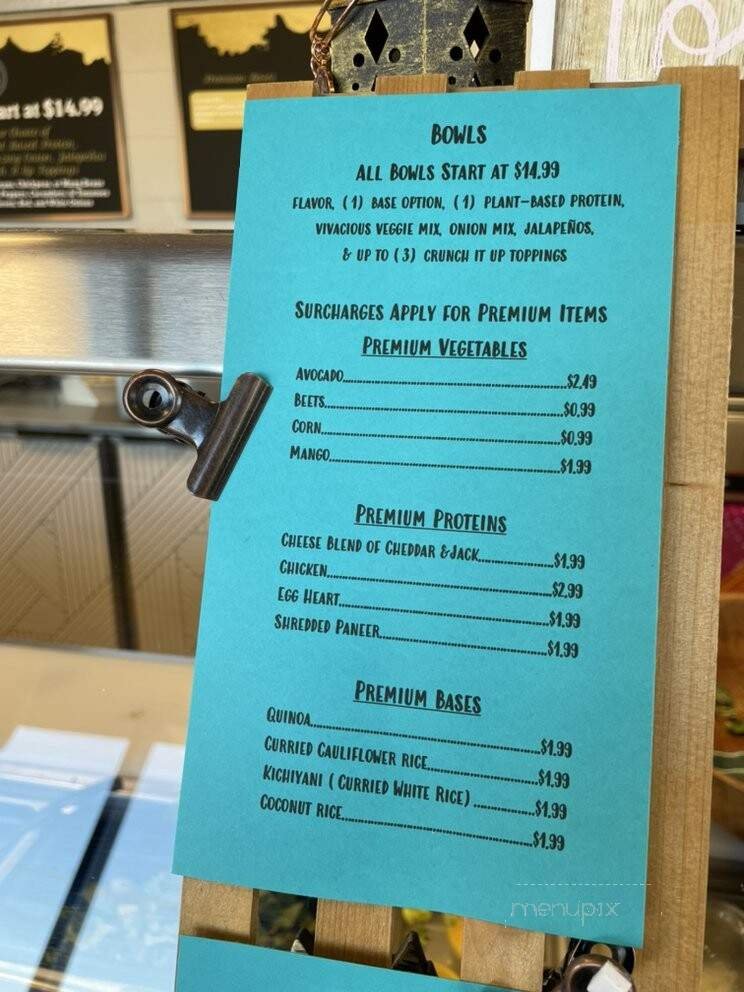 art at $14.99
BOWLS
ALL BOWLS START AT $14.99
FLAVOR, (1) BASE OPTION, (1) PLANT-BASED PROTEIN,
VIVACIOUS VEGGIE MIX, ONION MIX, JALAPEÑOS,
& UP TO (3) CRUNCH IT UP TOPPINGS
SURCHARGES APPLY FOR PREMIUM ITEMS
PREMIUM VEGETABLES
AVOCADO.....$2.49
BEETS.....$0.99
CORN.....$0.99
MANGO.....$1.99
PREMIUM PROTEINS
CHEESE BLEND OF CHEDDAR &JACK.....$1.99
CHICKEN.....$2.99
EGG HEART.....$1.99
SHREDDED PANEER.....$1.99
PREMIUM BASES
QUINOA.....$1.99
CURRIED CAULIFLOWER RICE.....$1.99
KICHIYANI ( CURRIED WHITE RICE).....$1.99
COCONUT RICE.....$1.99
menupix